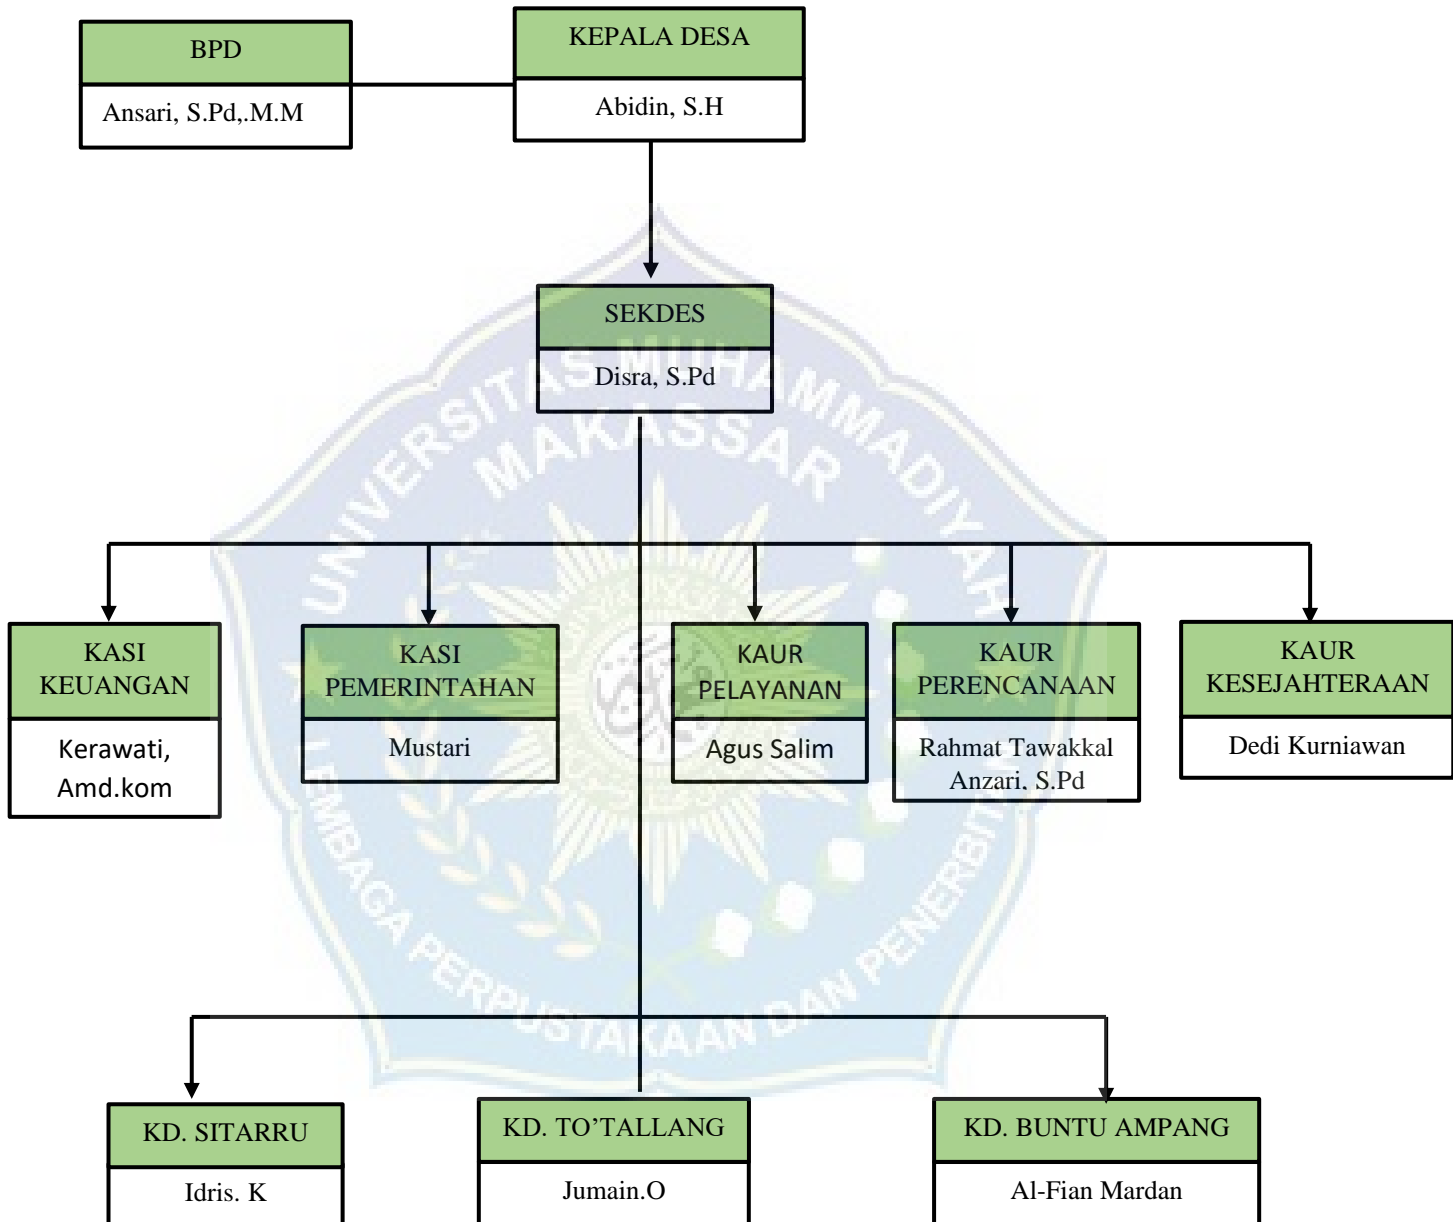 BPD
Ansari, S.Pd,.M.M
KEPALA DESA
Abidin, S.H
SEKDES
Disra, S.Pd
UNIVERSITAS MUHAMMADIYAH
MAKASSAR
KASI
KEUANGAN
Kerawati,
Amd.kom
KASI
PEMERINTAHAN
Mustari
KAUR
PELAYANAN
Agus Salim
KAUR
PERENCANAAN
Rahmat Tawakkal
Anzari, S.Pd
KAUR
KESEJAHTERAAN
Dedi Kurniawan
LEMBAGA PERPUSTAKAAN DAN PENERBITAN
KD. SITARRU
Idris. K
KD. TO’TALLANG
Jumain.O
KD. BUNTU AMPANG
Al-Fian Mardan